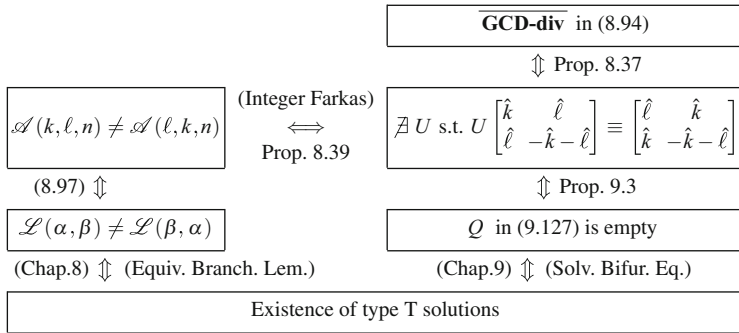 GCD-div in (8.94)
⇕ Prop. 8.37
𝒜(k, ℓ, n) ≠ 𝒜(ℓ, k, n)
(Integer Farkas)
⟺
Prop. 8.39
∄ U s.t. U [k̂ ℓ̂; ℓ̂ −k̂ − ℓ̂] ≡ [ℓ̂ k̂; k̂ −k̂ − ℓ̂]
(8.97) ⇕
⇕ Prop. 9.3
ℒ(α, β) ≠ ℒ(β, α)
Q in (9.127) is empty
(Chap.8) ⇕ (Equiv. Branch. Lem.)
(Chap.9) ⇕ (Solv. Bifur. Eq.)
Existence of type T solutions